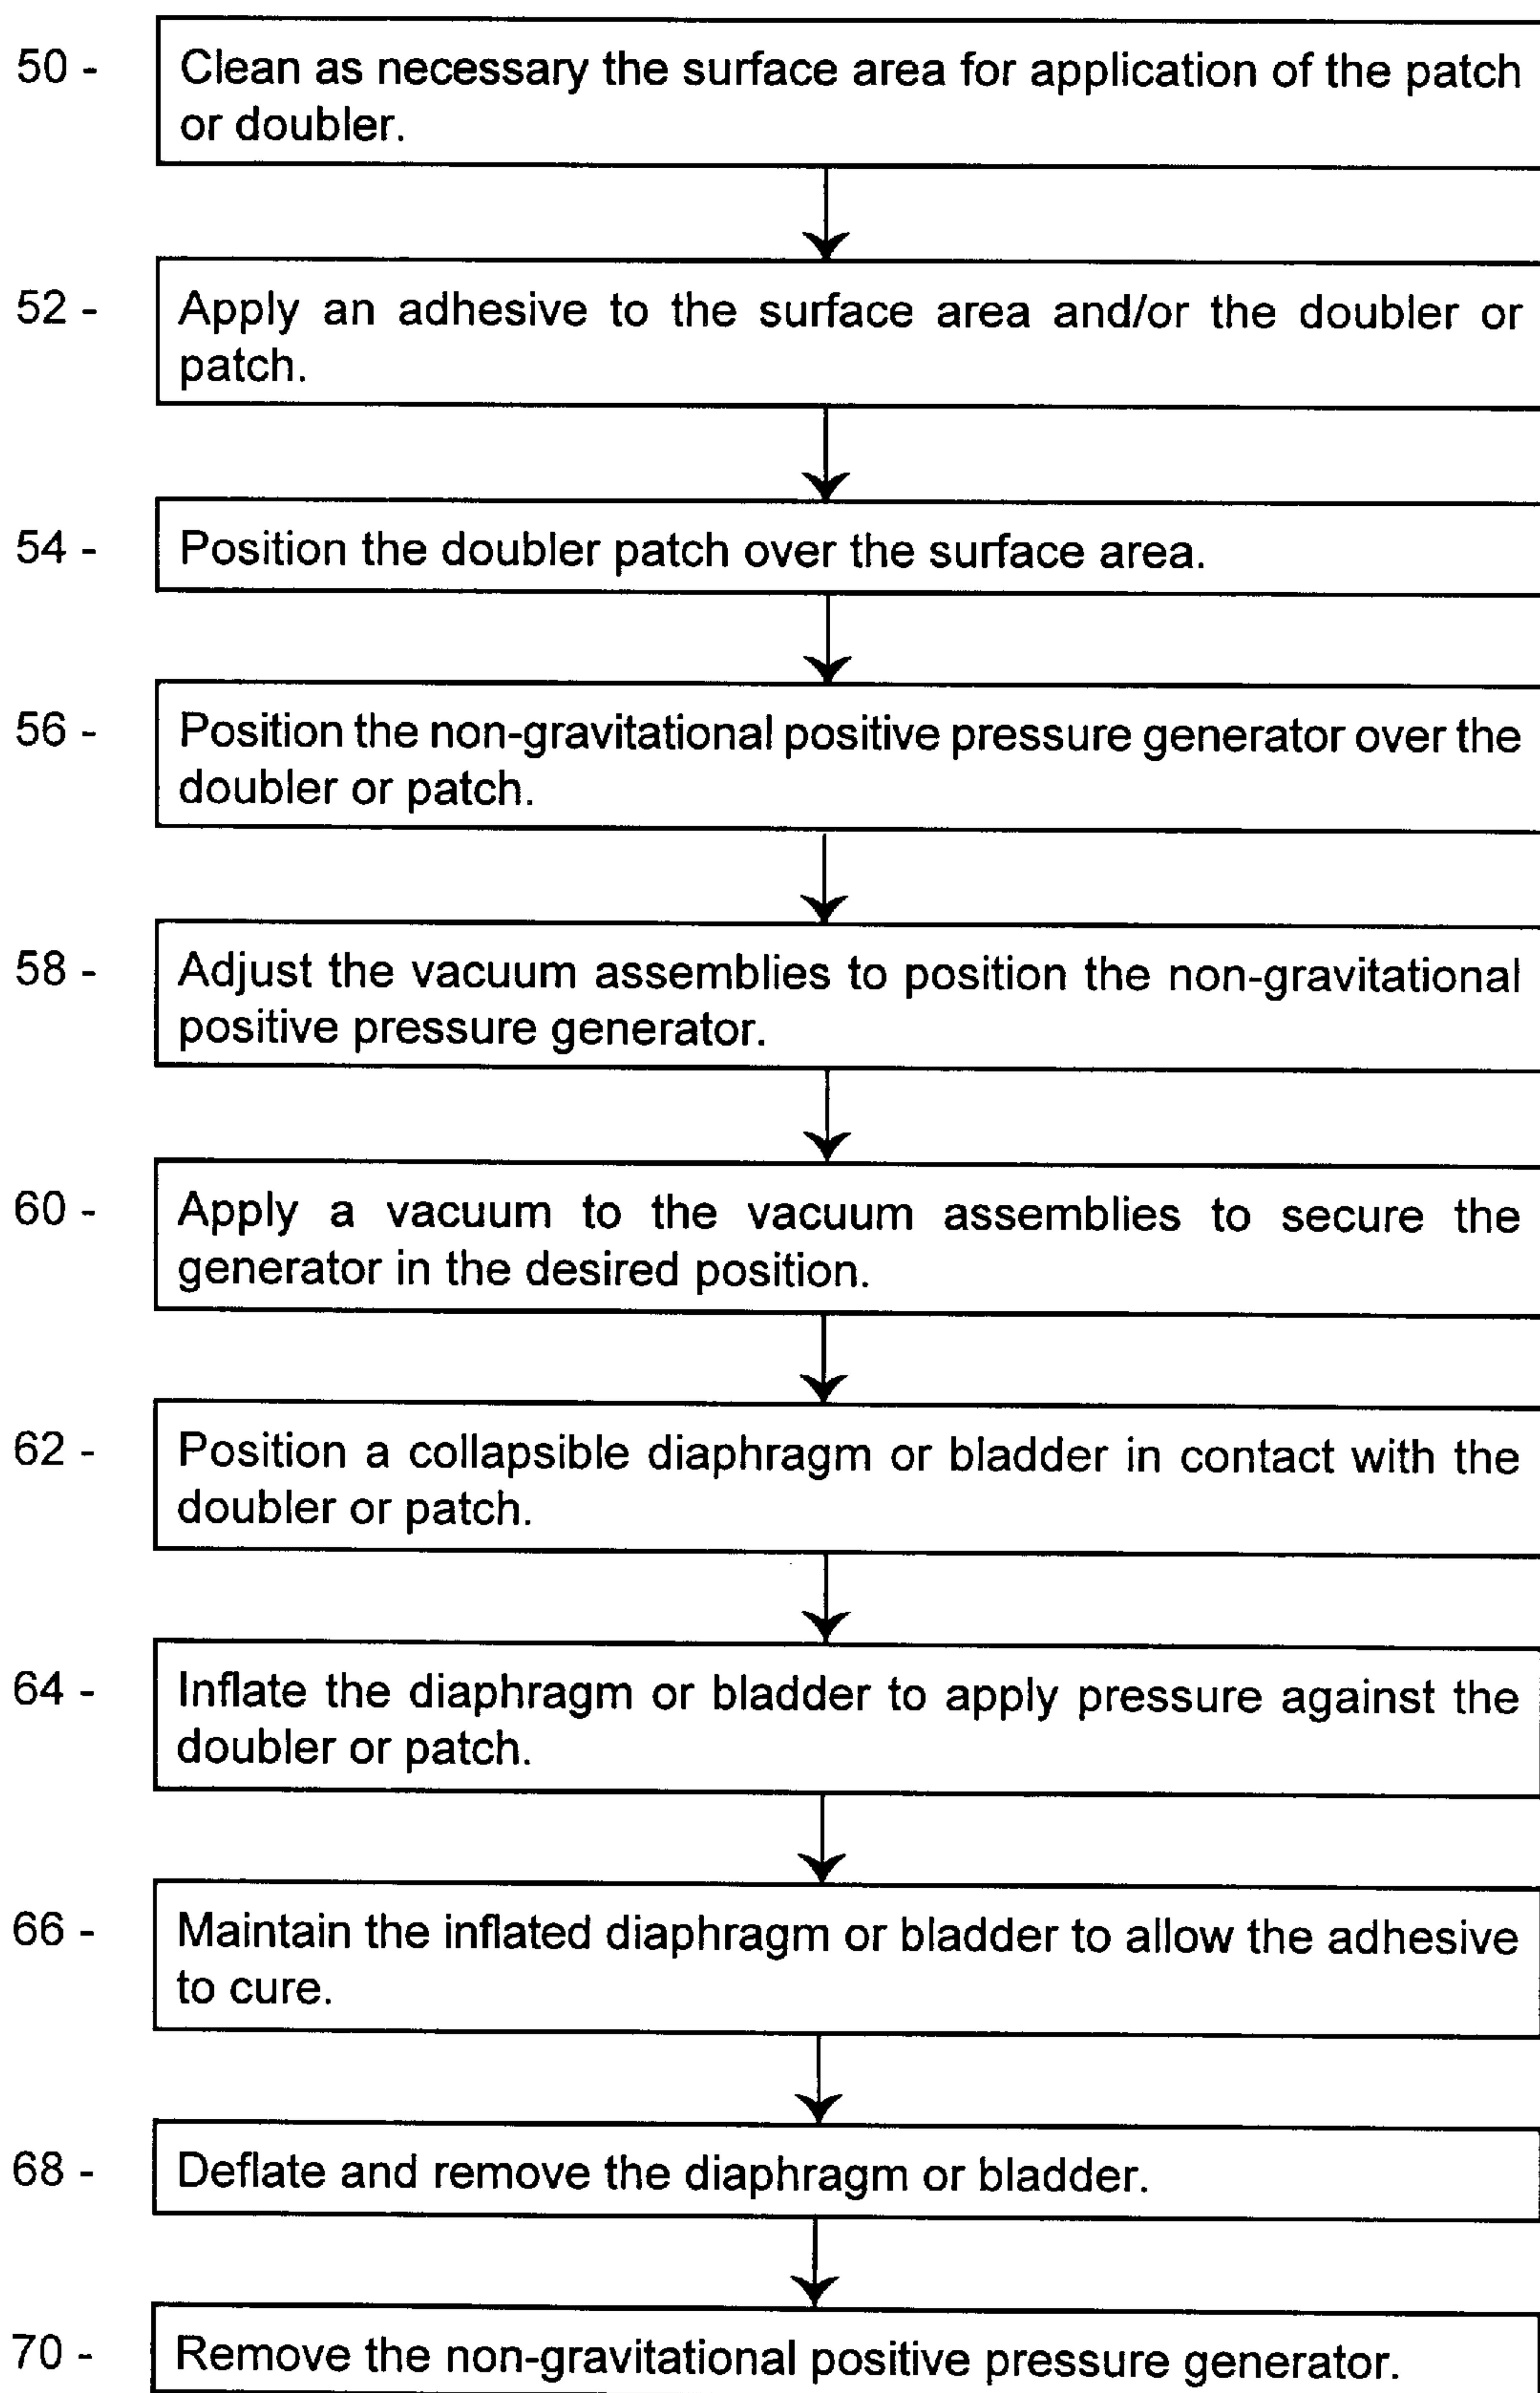 50 - Clean as necessary the surface area for application of the patch
or doubler.
52 - Apply an adhesive to the surface area and/or the doubler or
patch.
54 - Position the doubler patch over the surface area.
56 - Position the non-gravitational positive pressure generator over the
doubler or patch.
58 - Adjust the vacuum assemblies to position the non-gravitational
positive pressure generator.
60 - Apply a vacuum to the vacuum assemblies to secure the
generator in the desired position.
62 - Position a collapsible diaphragm or bladder in contact with the
doubler or patch.
64 - Inflate the diaphragm or bladder to apply pressure against the
doubler or patch.
66 - Maintain the inflated diaphragm or bladder to allow the adhesive
to cure.
68 - Deflate and remove the diaphragm or bladder.
70 - Remove the non-gravitational positive pressure generator.